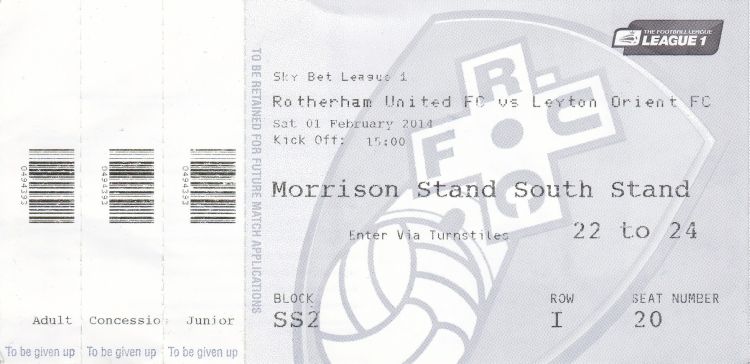 THE FOOTBALL LEAGUE
LEAGUE 1
R.
F O C
Sky Bet League 1
Rotherham United FC vs Leyton Orient FC
Sat 01 February 2014
Kick Off: 15:00
Morrison Stand South Stand
Enter Via Turnstiles 22 to 24
BLOCK ROW SEAT NUMBER
SS2 I 20
TO BE RETAINED FOR FUTURE MATCH APPLICATIONS
0494393 0494393 0494393
Adult Concessio Junior
To be given up To be given up To be given up